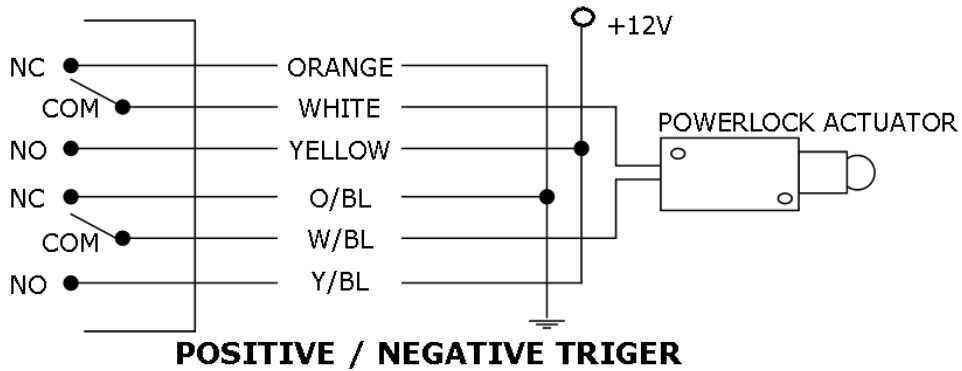 +12V
NC ORANGE
COM WHITE
POWERLOCK ACTUATOR
NO YELLOW
NC O/BL
COM W/BL
NO Y/BL
POSITIVE / NEGATIVE TRIGER